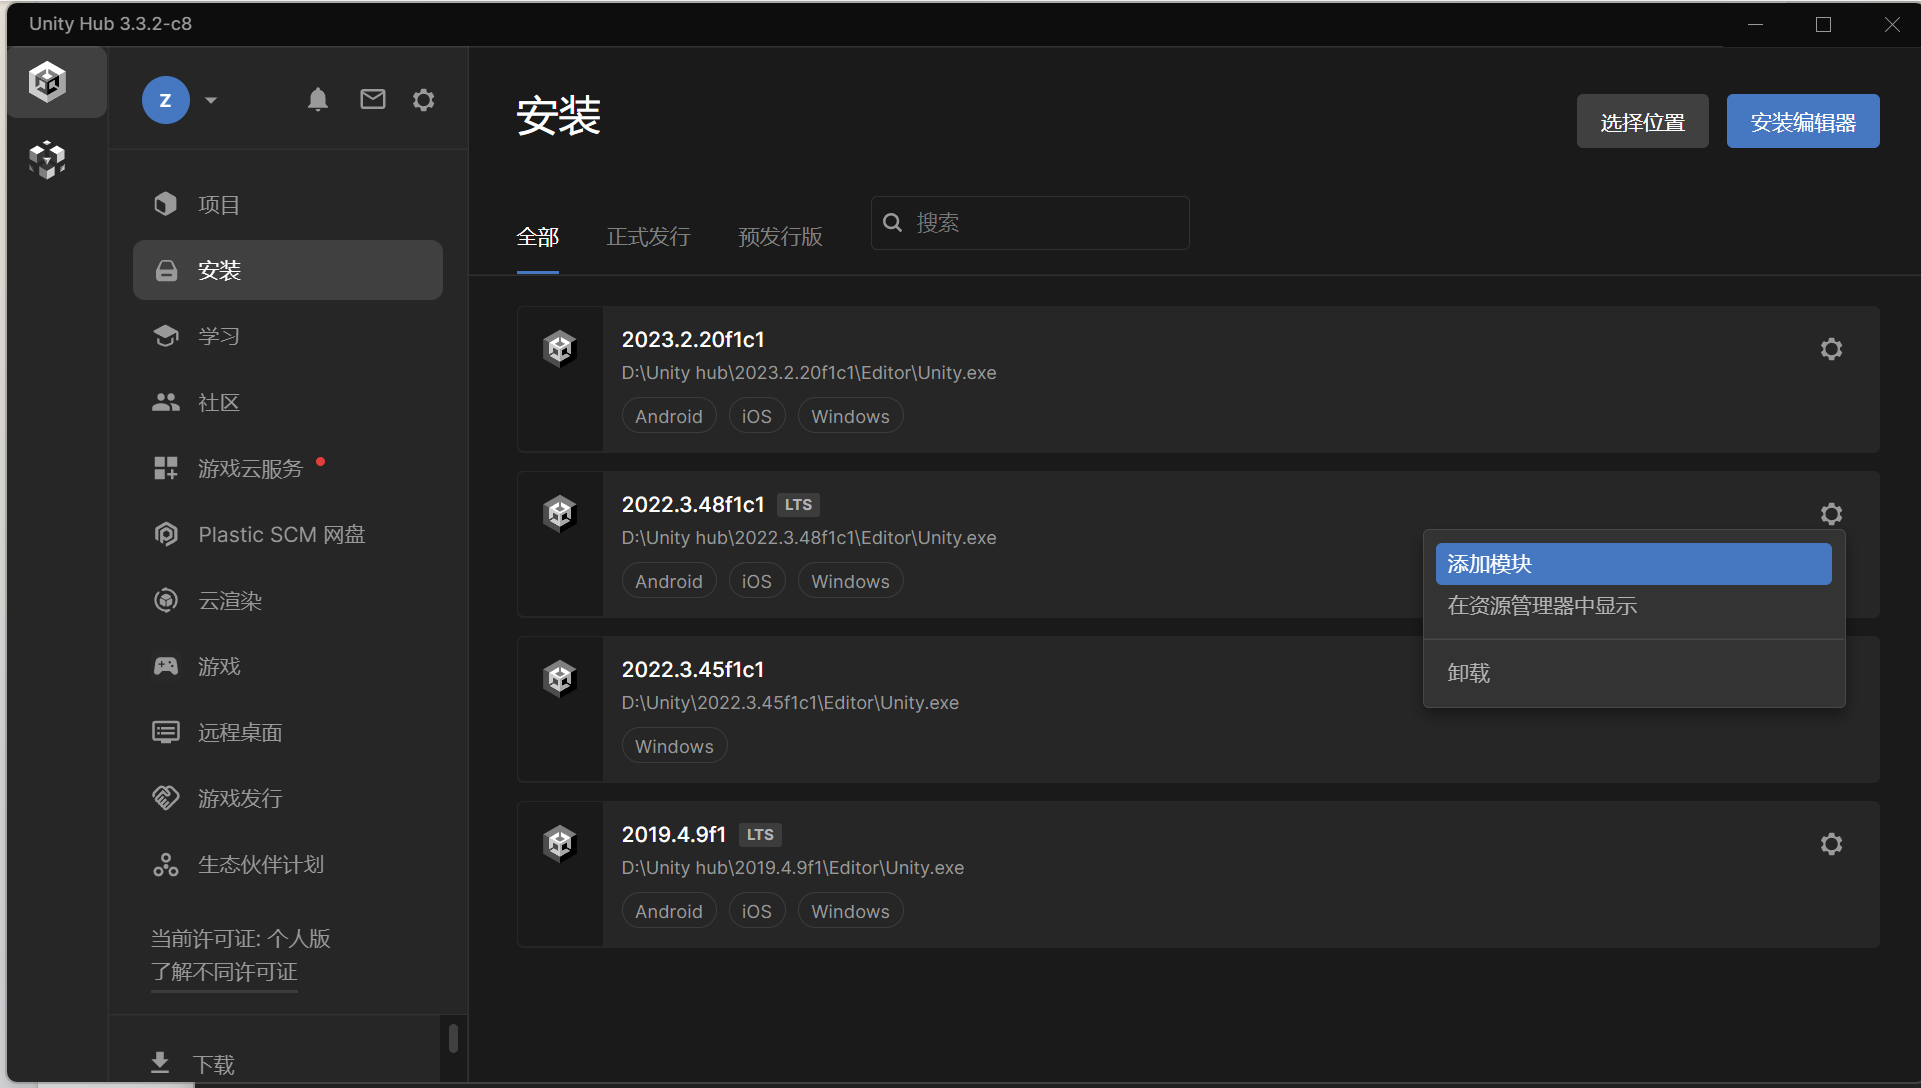 Unity Hub 3.3.2-c8
Z
项目
安装
学习
社区
游戏云服务
Plastic SCM 网盘
云渲染
游戏
远程桌面
游戏发行
生态伙伴计划
当前许可证: 个人版
了解不同许可证
下载
安装
选择位置
安装编辑器
全部
正式发行
预发行版
搜索
2023.2.20f1c1
D:\Unity hub\2023.2.20f1c1\Editor\Unity.exe
Android iOS Windows
2022.3.48f1c1 LTS
D:\Unity hub\2022.3.48f1c1\Editor\Unity.exe
Android iOS Windows
添加模块
在资源管理器中显示
卸载
2022.3.45f1c1
D:\Unity\2022.3.45f1c1\Editor\Unity.exe
Windows
2019.4.9f1 LTS
D:\Unity hub\2019.4.9f1\Editor\Unity.exe
Android iOS Windows